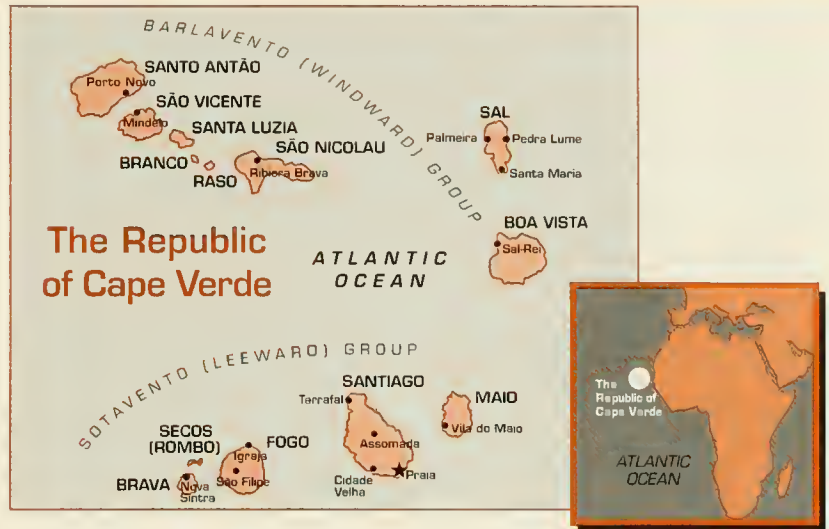 BARLAVENTO (WINDWARD) GROUP
SANTO ANTÃO
Porto Novo
SÃO VICENTE
Mindelo
SANTA LUZIA
SÃO NICOLAU
BRANCO
RASO
Ribiera Brava
SAL
Palmeira
Pedra Lume
Santa Maria
BOA VISTA
Sal-Rei
The Republic
of Cape Verde
ATLANTIC
OCEAN
SOTAVENTO (LEEWARD) GROUP
SANTIAGO
Tarrafal
MAIO
Vila do Maio
Assomada
SECOS
(ROMBO)
FOGO
Igraja
BRAVA
Nova
Sintra
São Filipe
Cidade
Velha
Praia
The
Republic of
Cape Verde
ATLANTIC
OCEAN